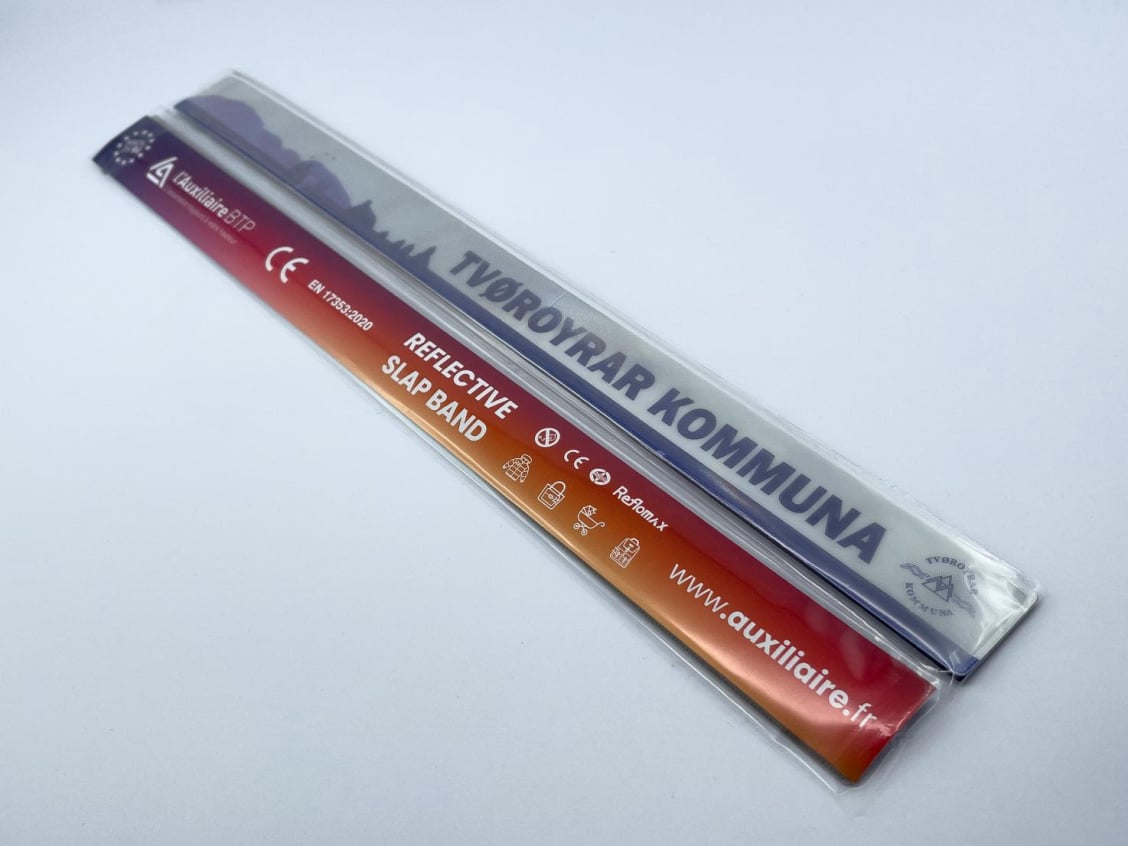 L'Auxiliaire BTP
CE
EN 17353:2020
REFLECTIVE
SLAP BAND
CE
Reflomax
www.auxiliaire.fr
TVØROYRAR KOMMUNA
TVØROYRAR
KOMMUNA